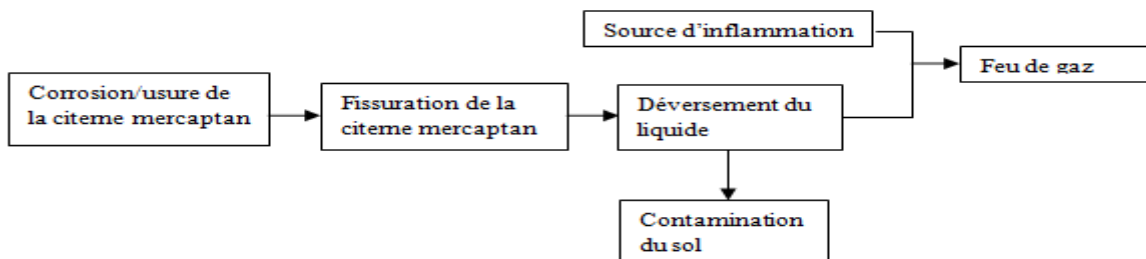 Source d'inflammation
Feu de gaz
Corrosion/usure de
la citerne mercaptan
Fissuration de la
citerne mercaptan
Déversement du
liquide
Contamination
du sol